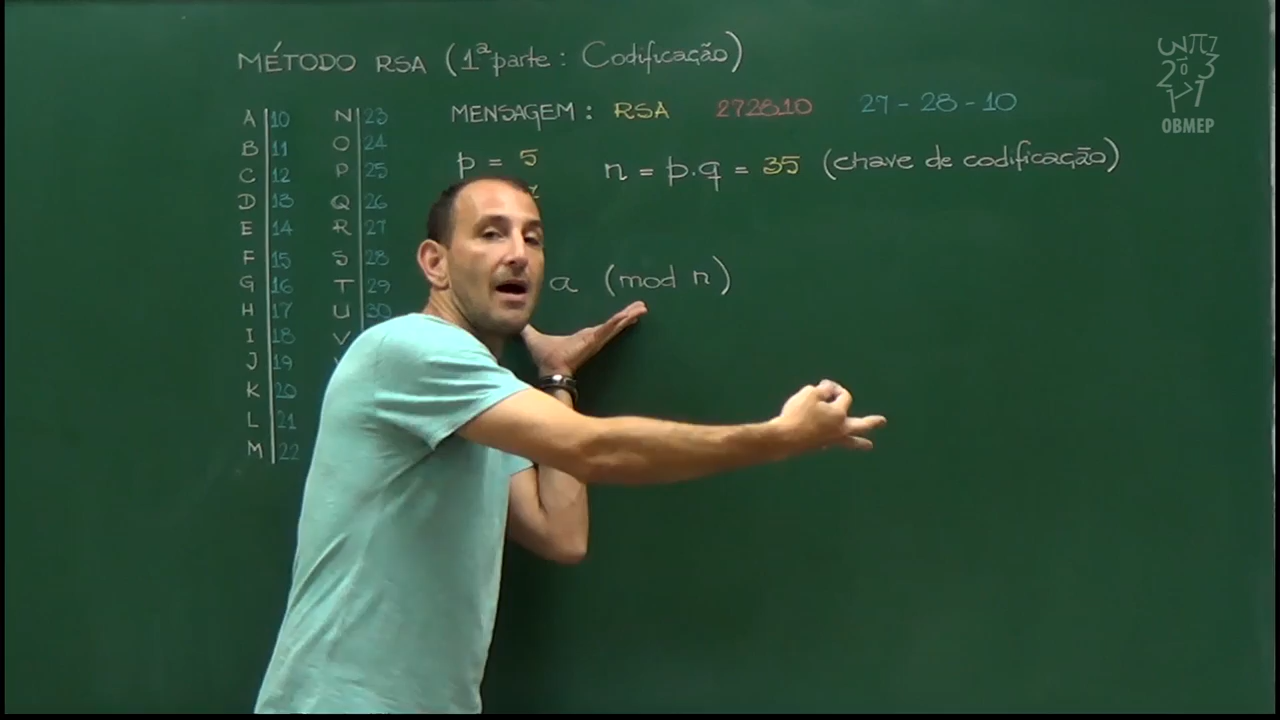 MÉTODO RSA (1ª parte: Codificação)
MENSAGEM: RSA 272810 27-28-10
p = 5 n = p.q = 35 (chave de codificação)
a (mod n)
A 10 N 23
B 11 O 24
C 12 P 25
D 13 Q 26
E 14 R 27
F 15 S 28
G 16 T 29
H 17 U 30
I 18 V
J 19
K 20
L 21
M 22
OBMEP